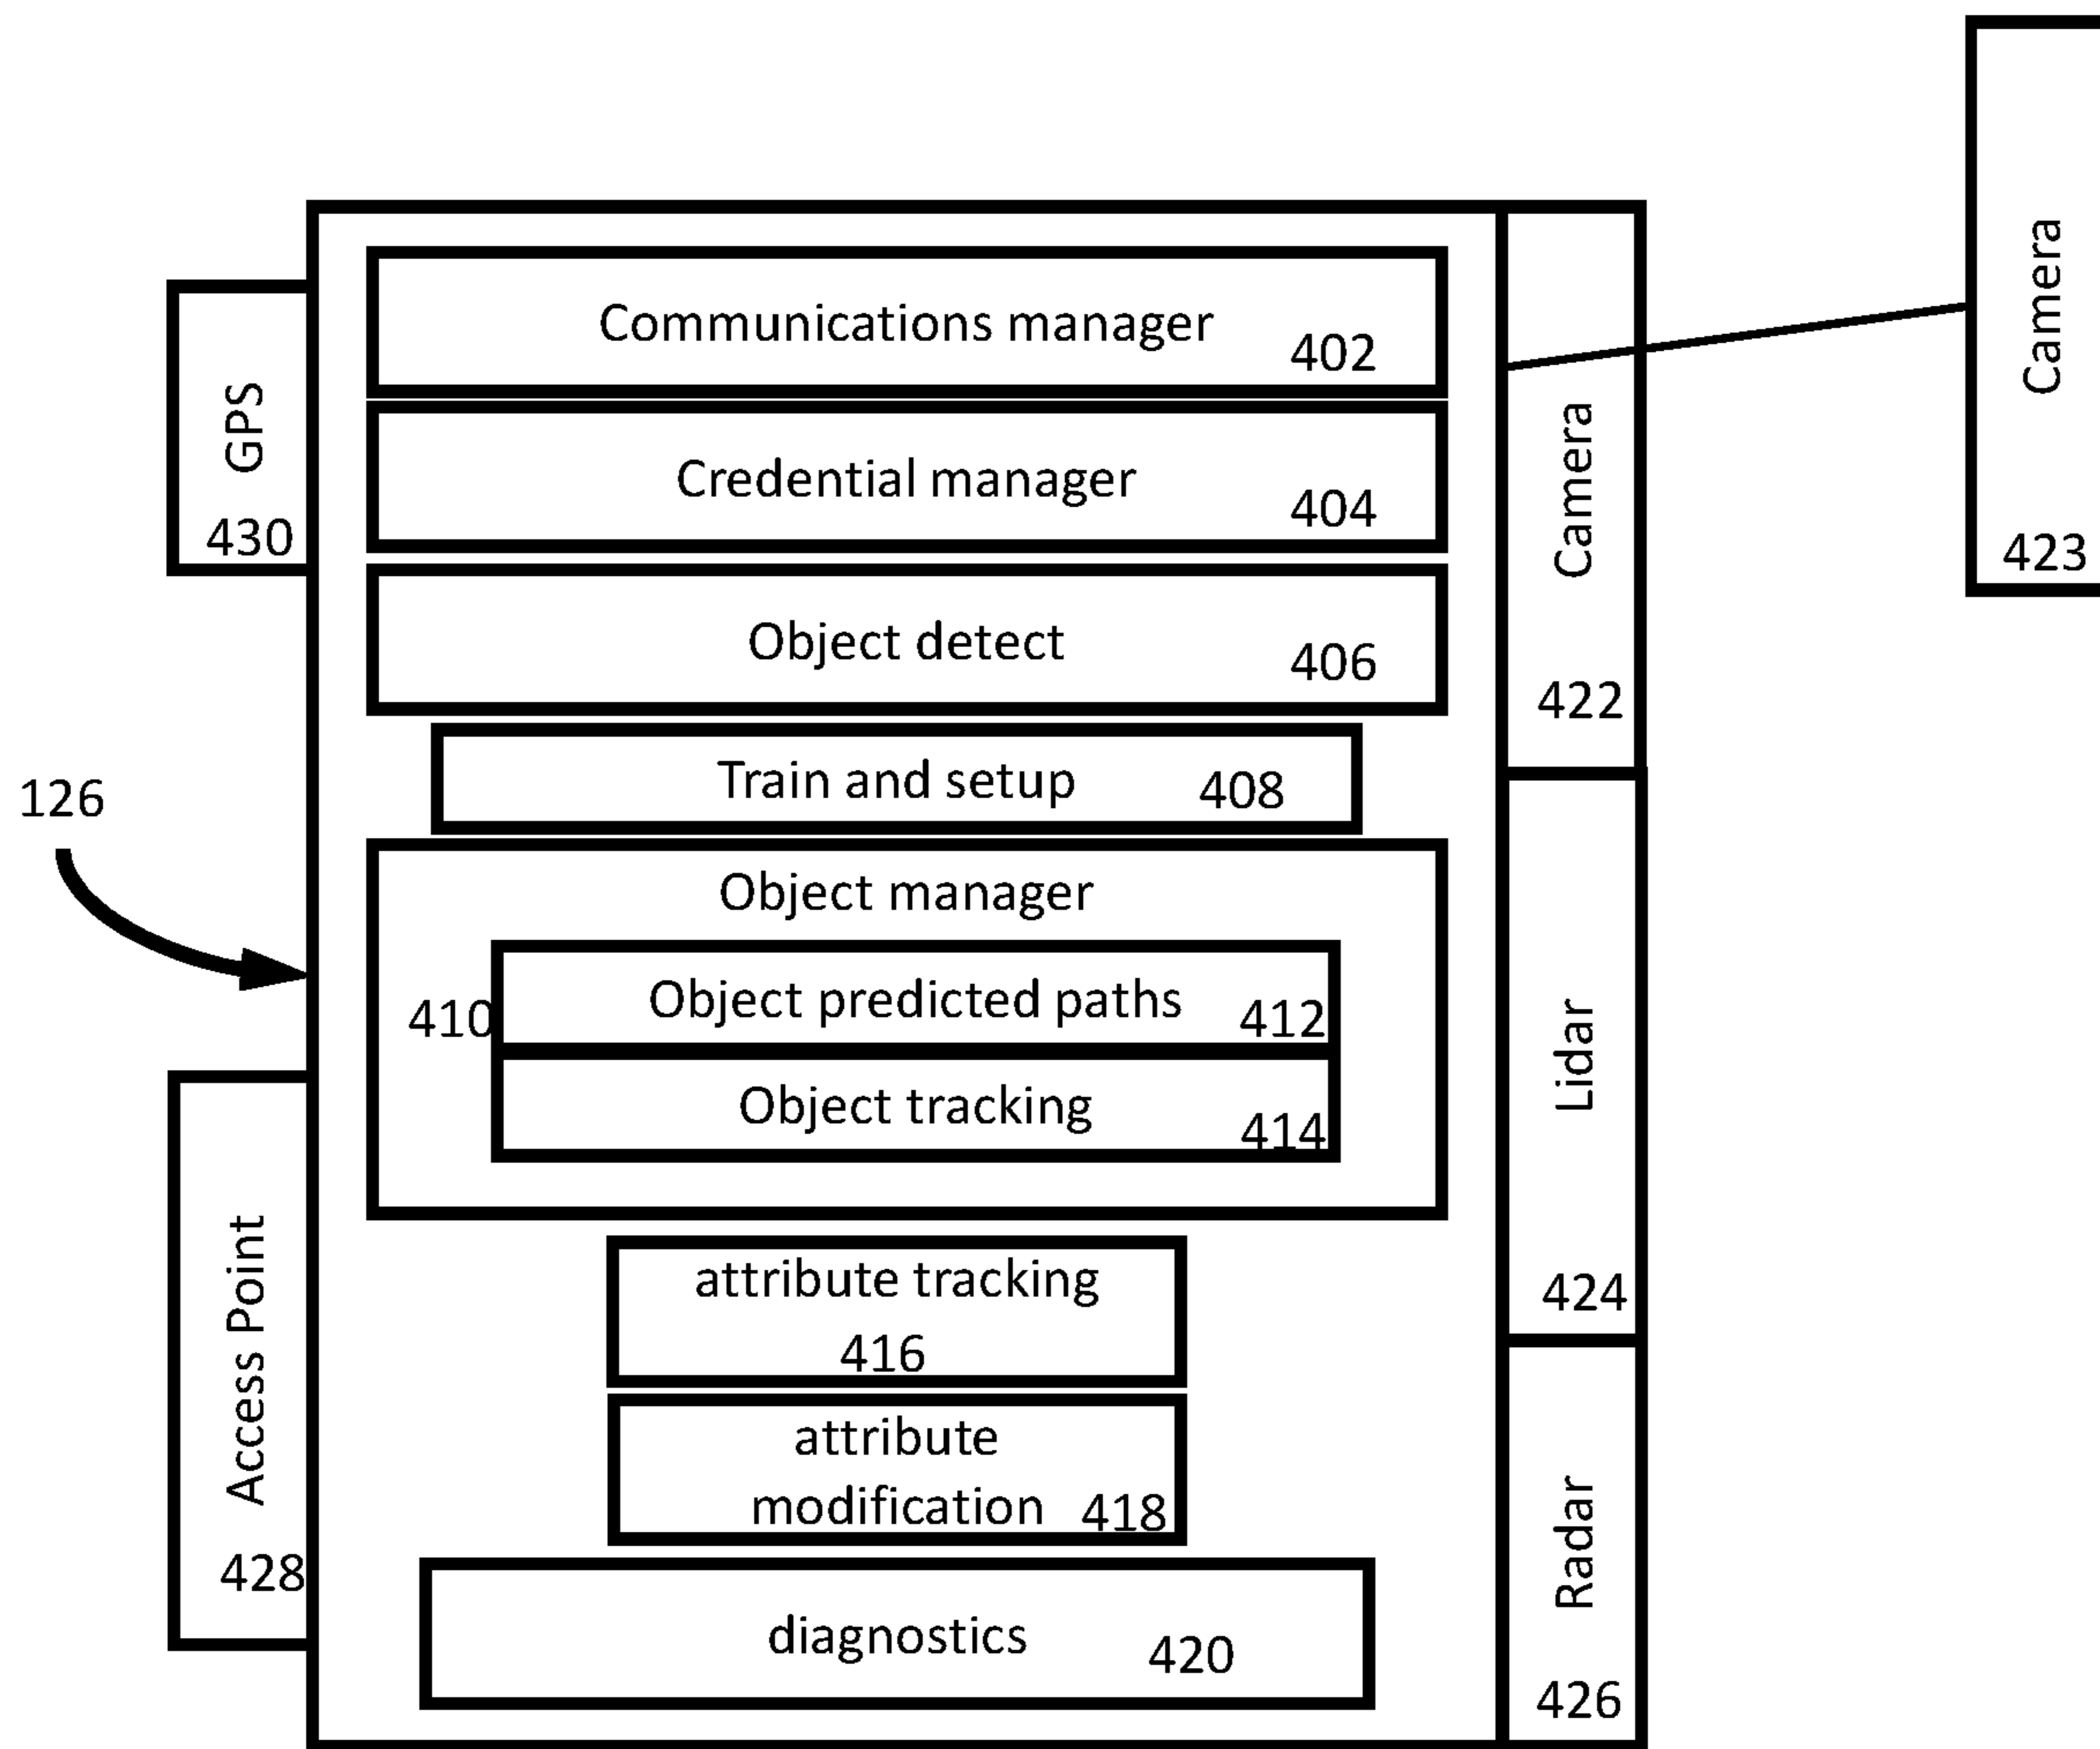 Camera
423
Communications manager
402
GPS
430
Credential manager
404
Camera
422
Object detect
406
126
Train and setup
408
Object manager
410
Object predicted paths
412
Object tracking
414
Lidar
424
Access Point
428
attribute tracking
416
attribute
modification 418
Radar
426
diagnostics
420